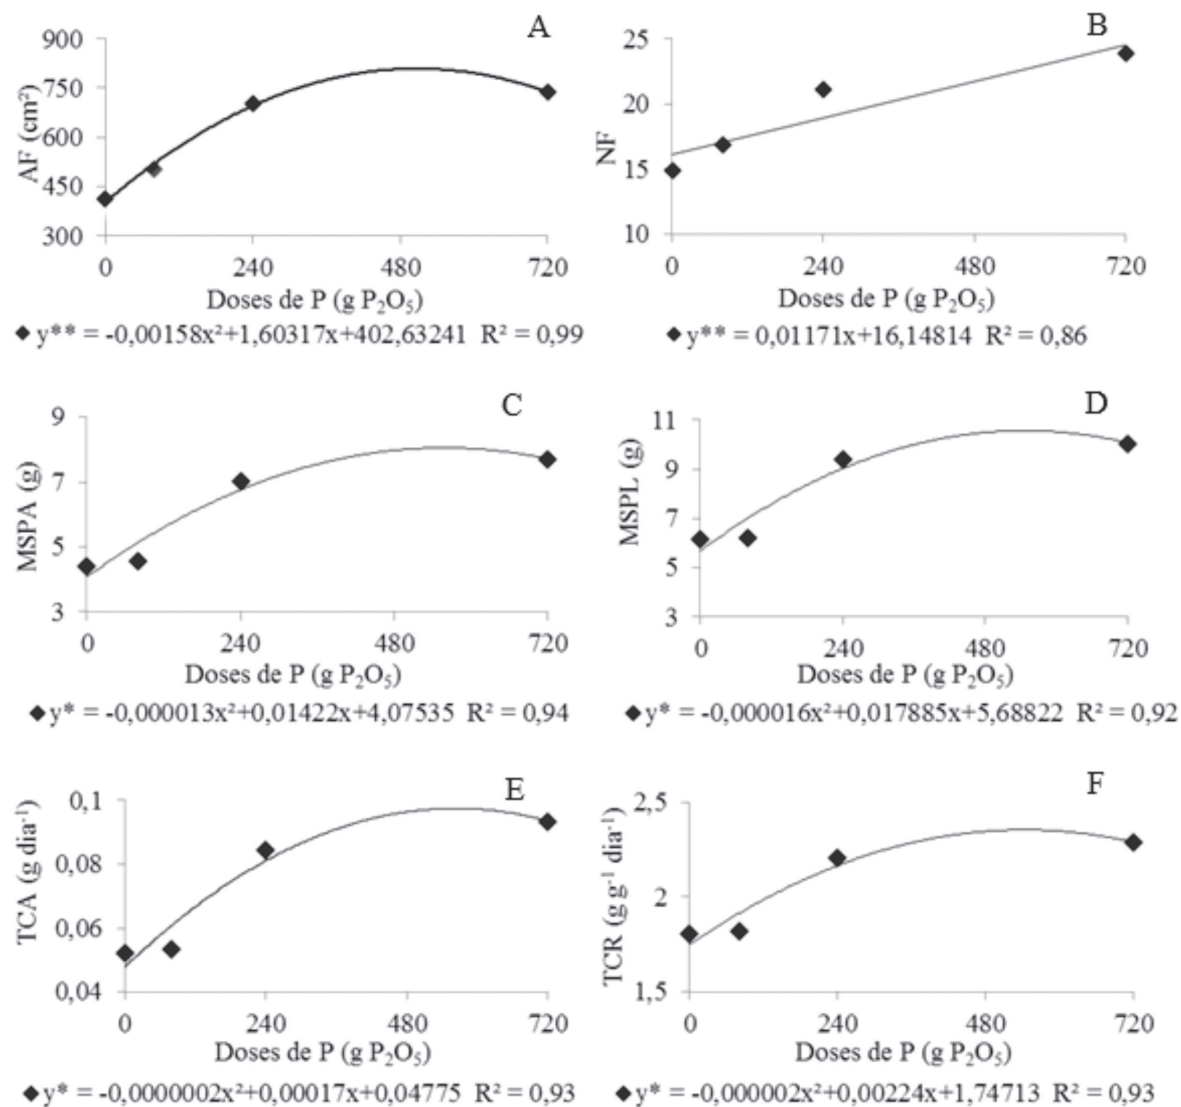 A
900
750
600
450
300
AF (cm²)
0 240 480 720
Doses de P (g P₂O₅)
y** = -0,00158x²+1,60317x+402,63241 R² = 0,99
B
25
20
15
10
NF
0 240 480 720
Doses de P (g P₂O₅)
y** = 0,01171x+16,14814 R² = 0,86
C
9
7
5
3
MSPA (g)
0 240 480 720
Doses de P (g P₂O₅)
y* = -0,000013x²+0,01422x+4,07535 R² = 0,94
D
11
9
7
5
3
MSPL (g)
0 240 480 720
Doses de P (g P₂O₅)
y* = -0,000016x²+0,017885x+5,68822 R² = 0,92
E
0,1
0,08
0,06
0,04
TCA (g dia⁻¹)
0 240 480 720
Doses de P (g P₂O₅)
y* = -0,0000002x²+0,00017x+0,04775 R² = 0,93
F
2,5
2
1,5
TCR (g g⁻¹ dia⁻¹)
0 240 480 720
Doses de P (g P₂O₅)
y* = -0,000002x²+0,00224x+1,74713 R² = 0,93